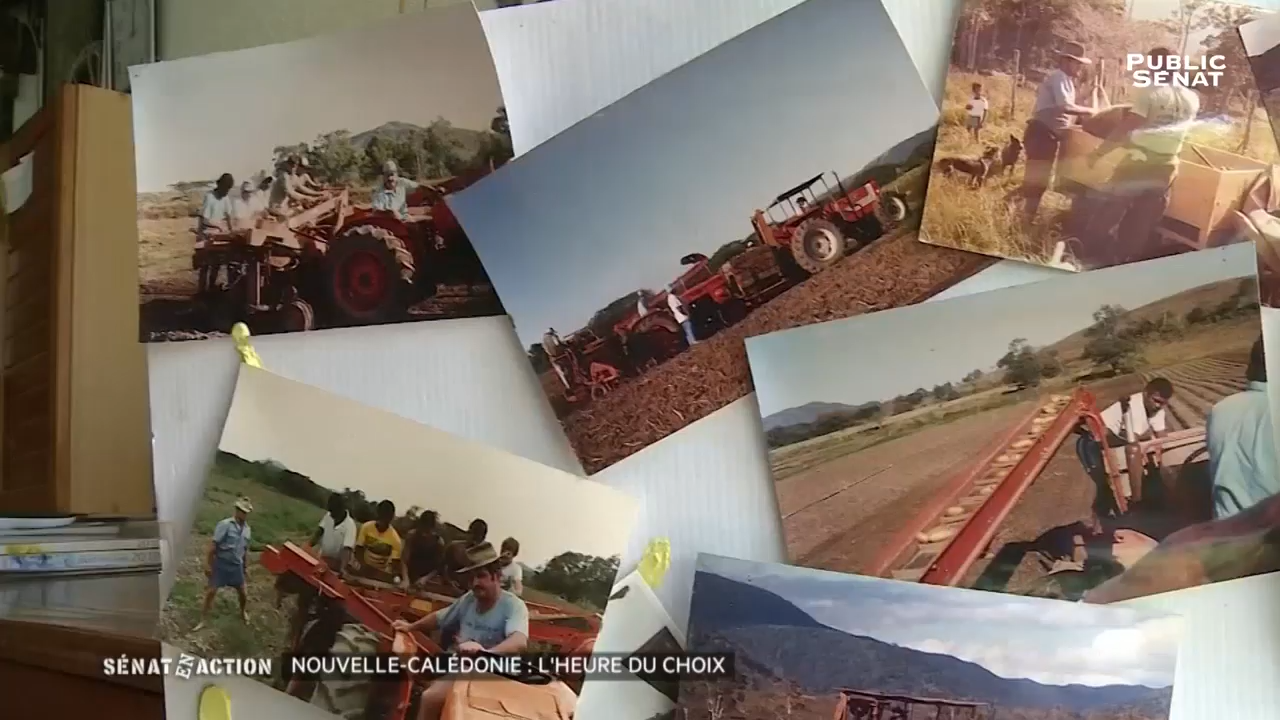 PUBLIC
SÉNAT
SÉNAT EN ACTION
NOUVELLE-CALÉDONIE : L'HEURE DU CHOIX